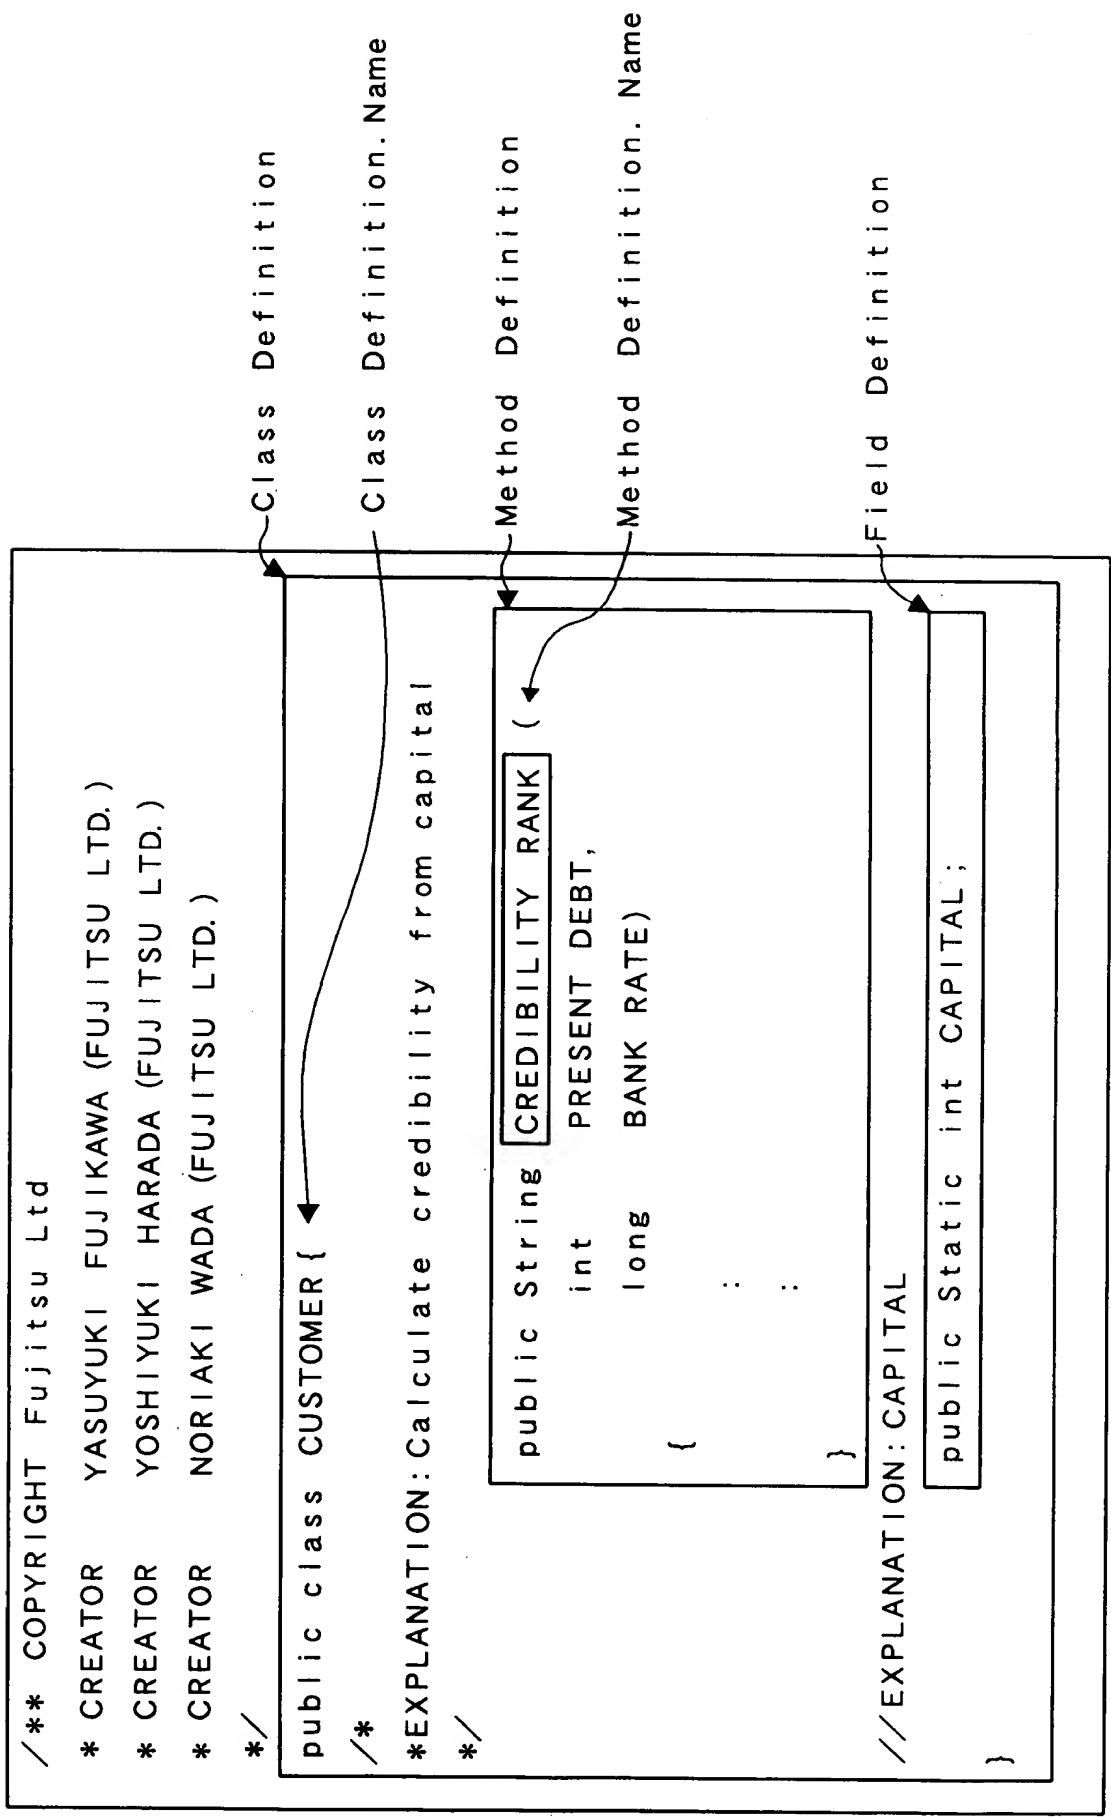 /** COPYRIGHT Fujitsu Ltd
* CREATOR YASUYUKI FUJIKAWA (FUJITSU LTD.)
* CREATOR YOSHIYUKI HARADA (FUJITSU LTD.)
* CREATOR NORIAKI WADA (FUJITSU LTD.)
*/
Class Definition
public class CUSTOMER {
Class Definition. Name
/*
*EXPLANATION:Calculate credibility from capital
*/
Method Definition
public String CREDIBILITY RANK (
int PRESENT DEBT,
Method Definition. Name
long BANK RATE)
{
:
:
}
//EXPLANATION:CAPITAL
Field Definition
public Static int CAPITAL;
}